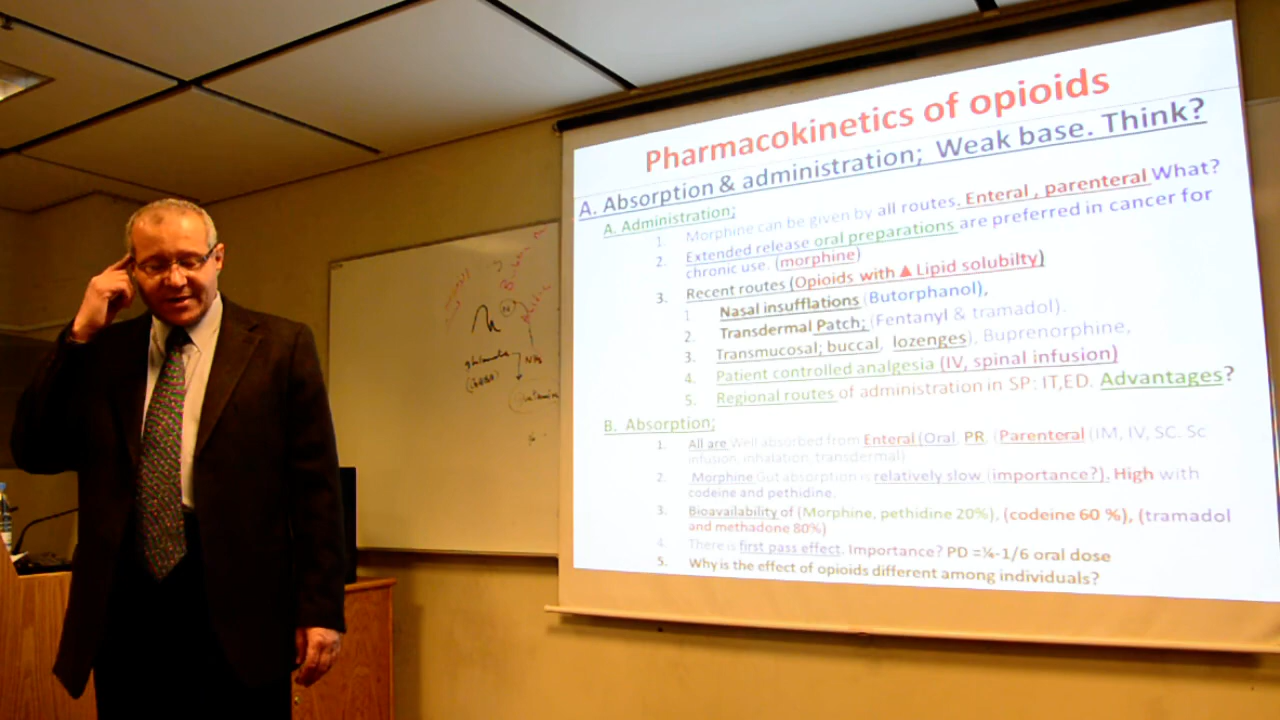 Pharmacokinetics of opioids
A. Absorption & administration; Weak base. Think?
A. Administration;
1. Morphine can be given by all routes. Enteral , parenteral What?
2. Extended release oral preparations are preferred in cancer for
chronic use. (morphine)
3. Recent routes (Opioids with ▲ Lipid solubilty)
1 Nasal insufflations (Butorphanol),
2. Transdermal Patch; (Fentanyl & tramadol).
3. Transmucosal; buccal, lozenges), Buprenorphine,
4. Patient controlled analgesia (IV, spinal infusion)
5. Regional routes of administration in SP: IT,ED. Advantages?
B. Absorption;
1. All are Well absorbed from Enteral (Oral, PR, (Parenteral (IM, IV, SC. Sc
infusion, inhalation, transdermal)
2. Morphine Gut absorption is relatively slow (importance?). High with
codeine and pethidine.
3. Bioavailability of (Morphine, pethidine 20%), (codeine 60 %), (tramadol
and methadone 80%)
4. There is first pass effect. Importance? PD =¼-1/6 oral dose
5. Why is the effect of opioids different among individuals?
NH₂